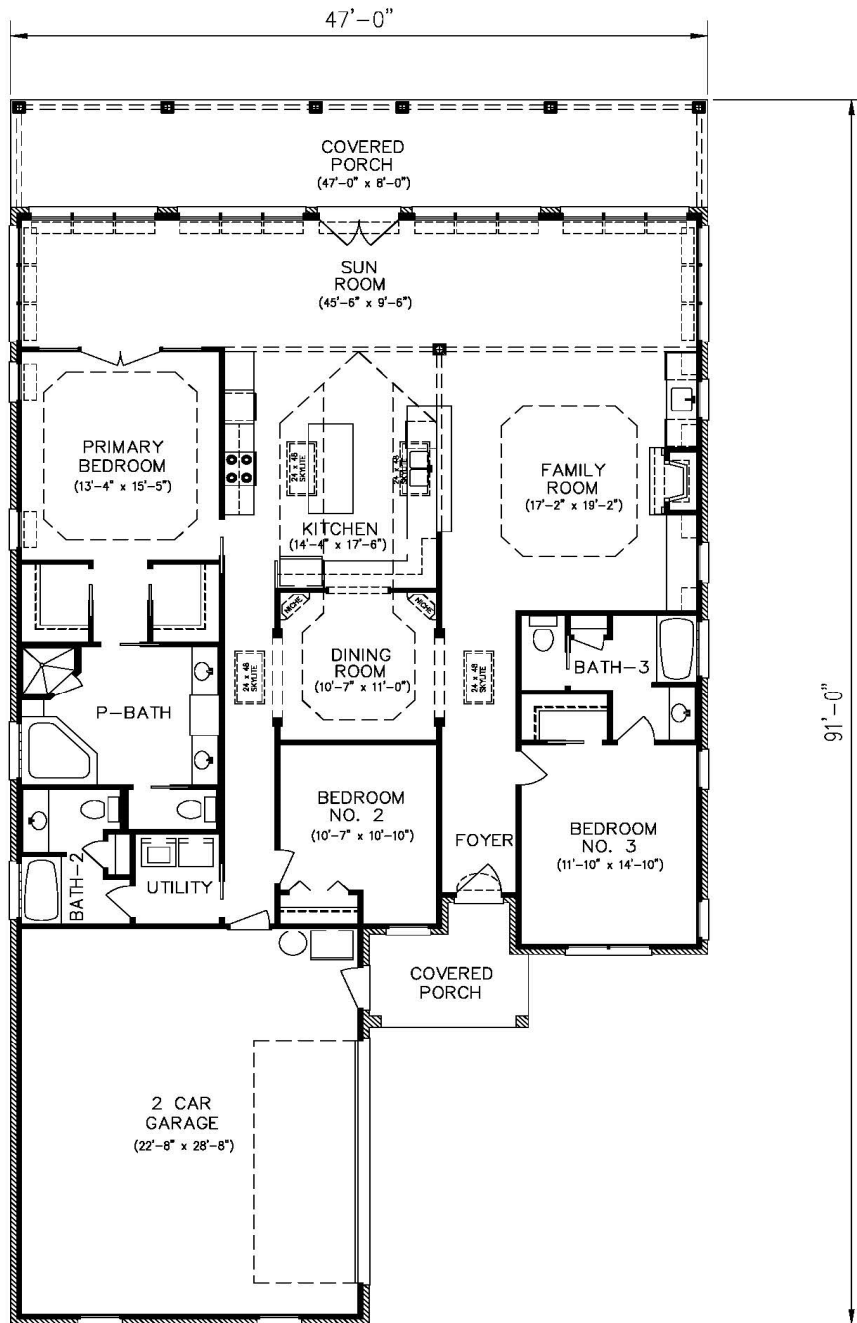 47'-0"
COVERED
PORCH
(47'-0" x 8'-0")
SUN
ROOM
(45'-6" x 9'-6")
PRIMARY
BEDROOM
(13'-4" x 15'-5")
24 x 48
SKYLITE
24 x 48
SKYLITE
KITCHEN
(14'-4" x 17'-6")
FAMILY
ROOM
(17'-2" x 19'-2")
NICHE
NICHE
DINING
ROOM
(10'-7" x 11'-0")
24 x 48
SKYLITE
24 x 48
SKYLITE
BATH-3
P-BATH
91'-0"
BEDROOM
NO. 2
(10'-7" x 10'-10")
FOYER
BEDROOM
NO. 3
(11'-10" x 14'-10")
BATH-2
UTILITY
COVERED
PORCH
2 CAR
GARAGE
(22'-8" x 28'-8")